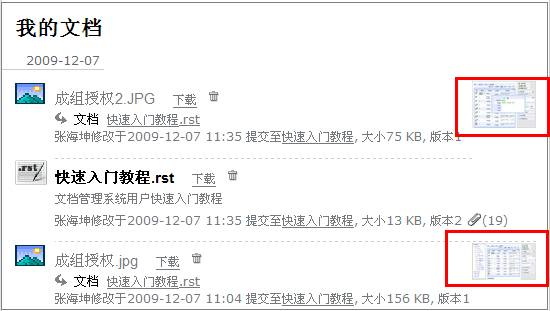 我的文档
2009-12-07
成组授权2.JPG 下载
文档 快速入门教程.rst
张海坤修改于2009-12-07 11:35 提交至快速入门教程, 大小75 KB, 版本1
.rst 快速入门教程.rst 下载
文档管理系统用户快速入门教程
张海坤修改于2009-12-07 11:35 提交至快速入门教程, 大小13 KB, 版本2 (19)
成组授权.jpg 下载
文档 快速入门教程.rst
张海坤修改于2009-12-07 11:04 提交至快速入门教程, 大小156 KB, 版本1